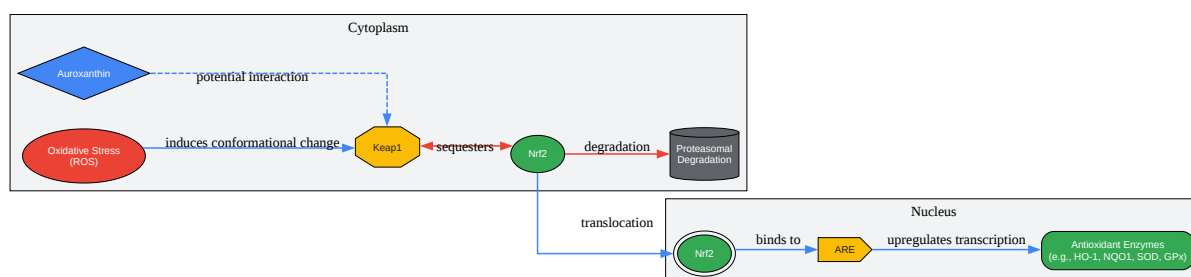 Cytoplasm
Auroxanthin
potential interaction
Oxidative Stress
(ROS)
induces conformational change
Keap1
sequesters
Nrf2
degradation
Proteasomal
Degradation
translocation
Nucleus
Nrf2
binds to
ARE
upregulates transcription
Antioxidant Enzymes
(e.g., HO-1, NQO1, SOD, GPx)